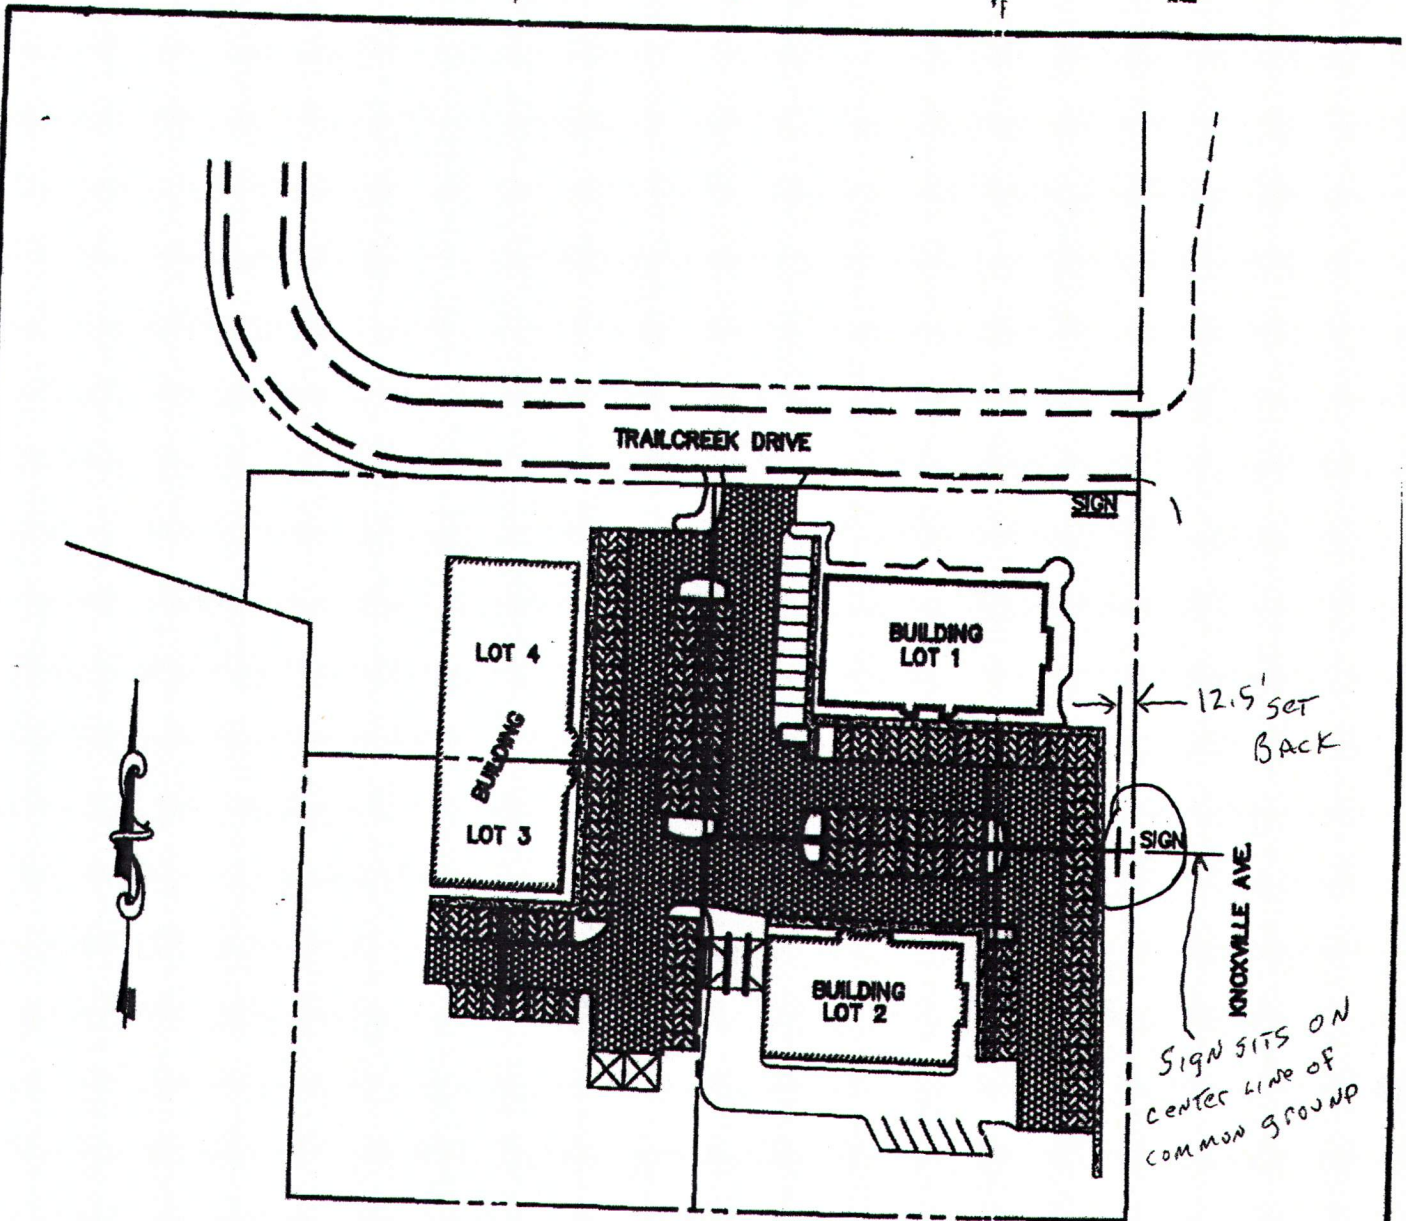 TRAILCREEK DRIVE
SIGN
BUILDING
LOT 1
LOT 4
BUILDING
LOT 3
12.5' SET
BACK
SIGN
KNOXVILLE AVE.
BUILDING
LOT 2
SIGN SITS ON
CENTER LINE OF
COMMON GROUND